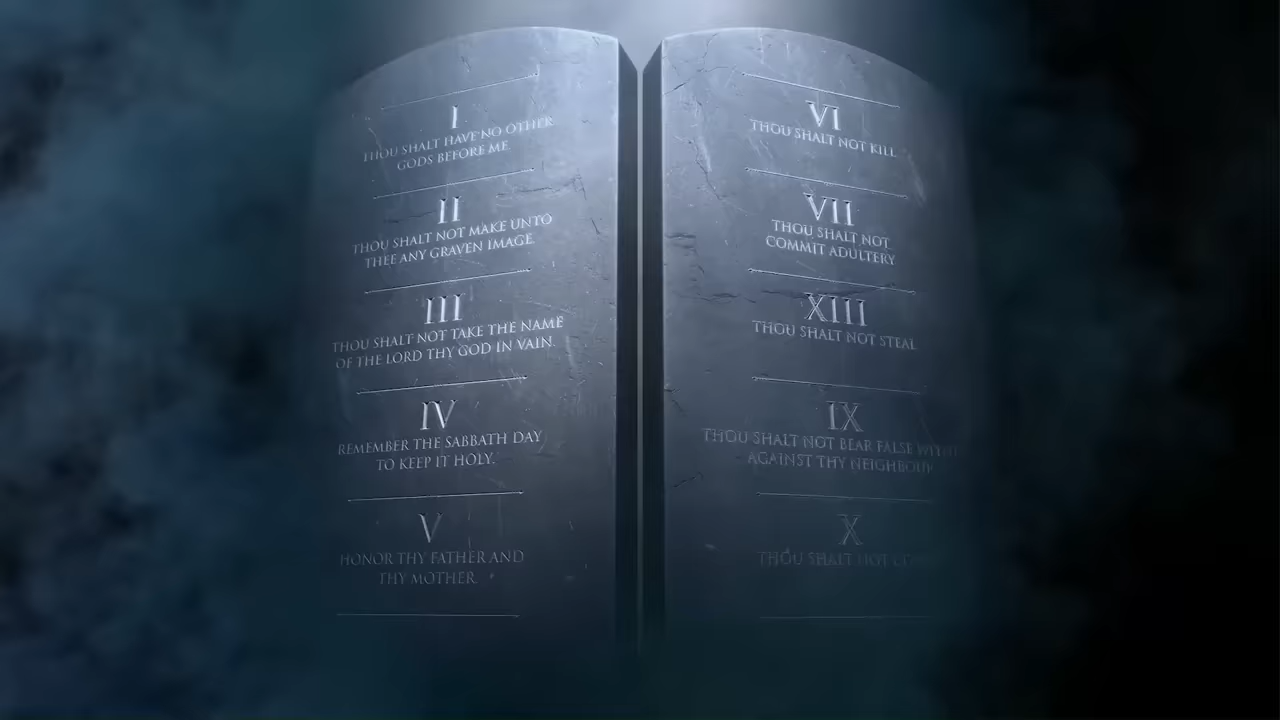 I
THOU SHALT HAVE NO OTHER
GODS BEFORE ME.
II
THOU SHALT NOT MAKE UNTO
THEE ANY GRAVEN IMAGE.
III
THOU SHALT NOT TAKE THE NAME
OF THE LORD THY GOD IN VAIN.
IV
REMEMBER THE SABBATH DAY
TO KEEP IT HOLY.
V
HONOR THY FATHER AND
THY MOTHER.
VI
THOU SHALT NOT KILL
VII
THOU SHALT NOT
COMMIT ADULTERY
XIII
THOU SHALT NOT STEAL
IX
THOU SHALT NOT BEAR FALSE
AGAINST THY NEIGHBOUR
X
THOU SHALT NOT